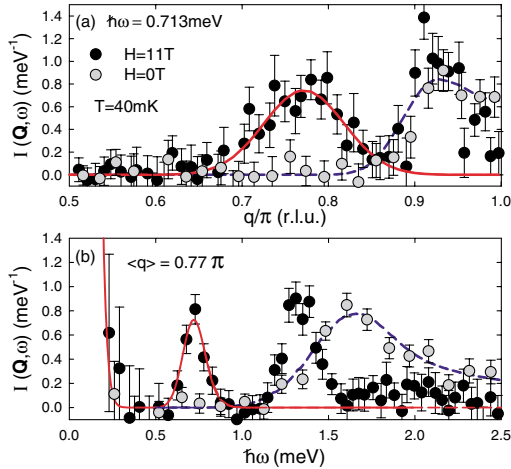 (a) ħω = 0.713meV
H=11T
H=0T
T=40mK
I (Q,ω) (meV⁻¹)
1.4
1.2
1.0
0.8
0.6
0.4
0.2
0.0
0.5 0.6 0.7 0.8 0.9 1.0
q/π (r.l.u.)
(b) <q> = 0.77 π
I (Q,ω) (meV⁻¹)
1.4
1.2
1.0
0.8
0.6
0.4
0.2
0.0
0.0 0.5 1.0 1.5 2.0 2.5
ħω (meV)